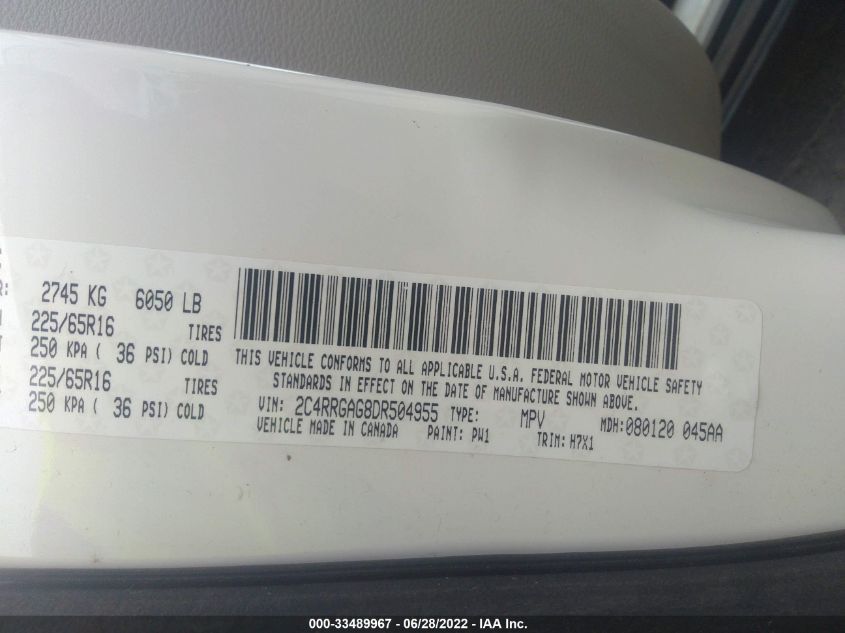 2745 KG 6050 LB
225/65R16 TIRES
250 KPA ( 36 PSI) COLD
225/65R16 TIRES
250 KPA ( 36 PSI) COLD
THIS VEHICLE CONFORMS TO ALL APPLICABLE U.S.A. FEDERAL MOTOR VEHICLE SAFETY
STANDARDS IN EFFECT ON THE DATE OF MANUFACTURE SHOWN ABOVE.
VIN: 2C4RRGAG8DR504955 TYPE: MPV MDH:080120 045AA
VEHICLE MADE IN CANADA PAINT: PW1 TRIM: H7X1
000-33489967 - 06/28/2022 - IAA Inc.